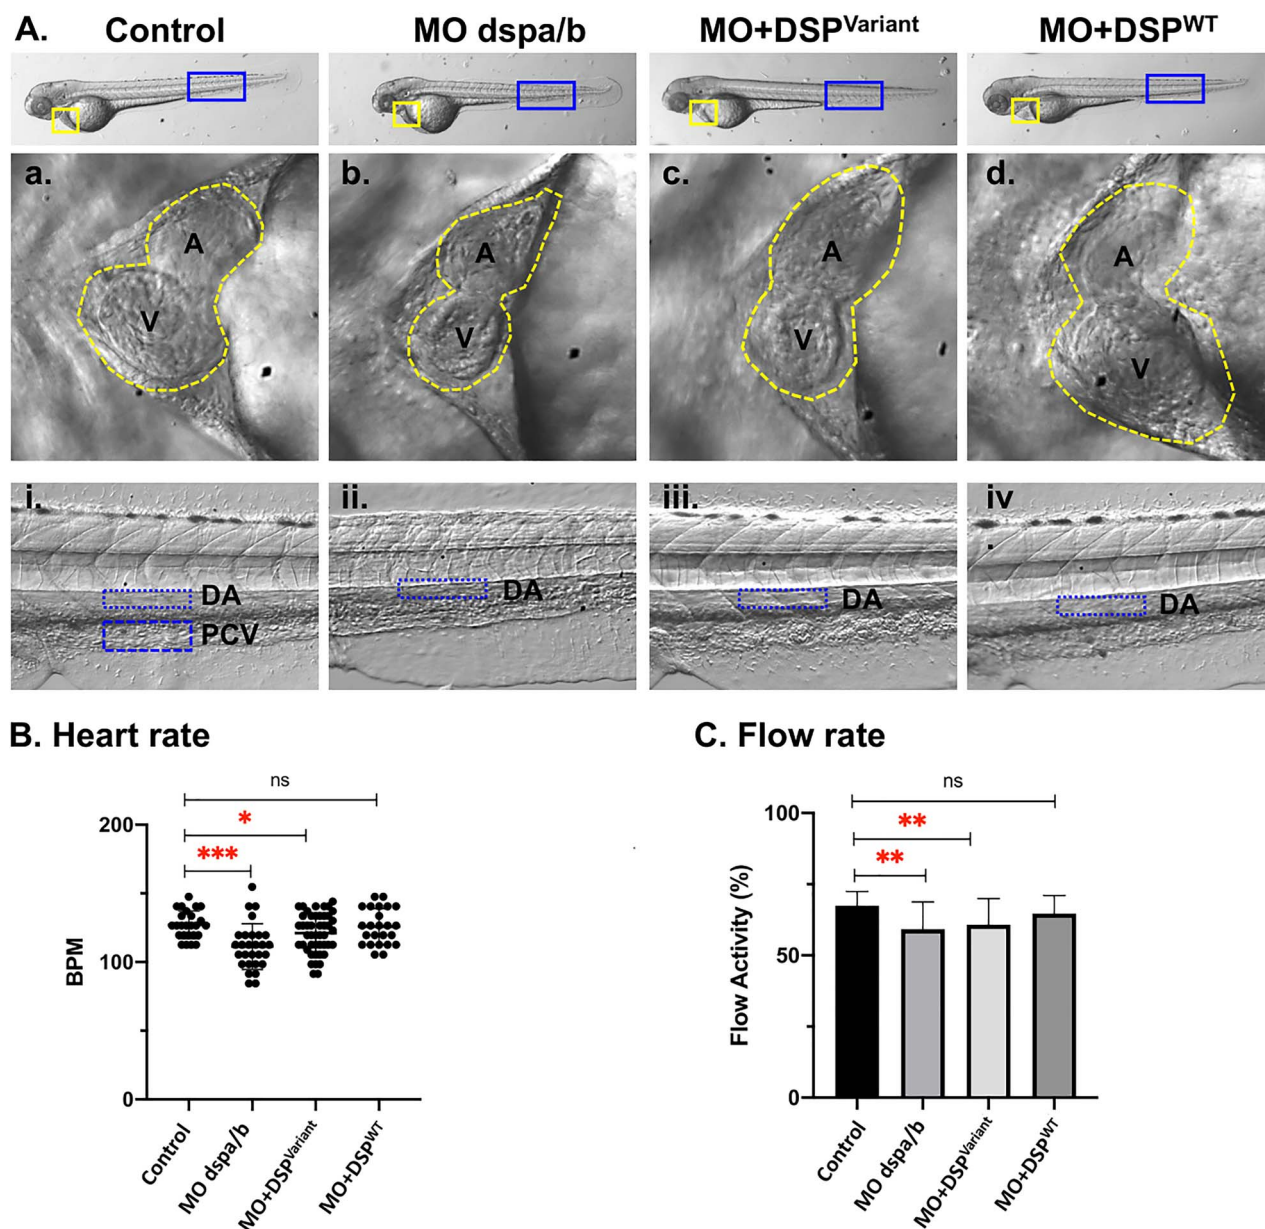 A. Control MO dspa/b MO+DSPVariant MO+DSPWT
a. b. c. d.
A A A A
V V V V
i. ii. iii. iv
DA DA DA DA
PCV
B. Heart rate
ns
*
***
200
100
0
BPM
Control MO dspa/b MO+DSPVariant MO+DSPWT
C. Flow rate
ns
**
**
100
50
0
Flow Activity (%)
Control MO dspa/b MO+DSPVariant MO+DSPWT